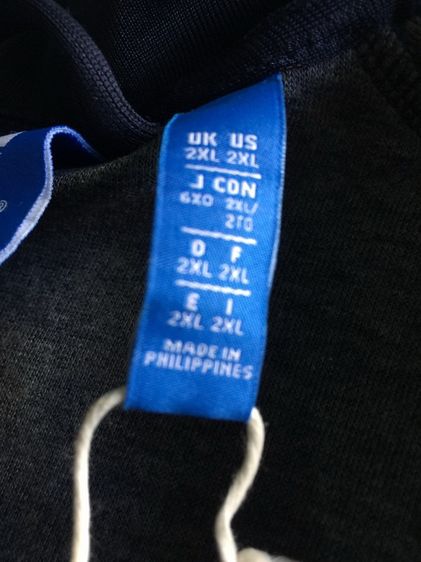 UK US
2XL 2XL
J CDN
6XO 2XL/
2TG
D F
2XL 2XL
E I
2XL 2XL
MADE IN
PHILIPPINES
®